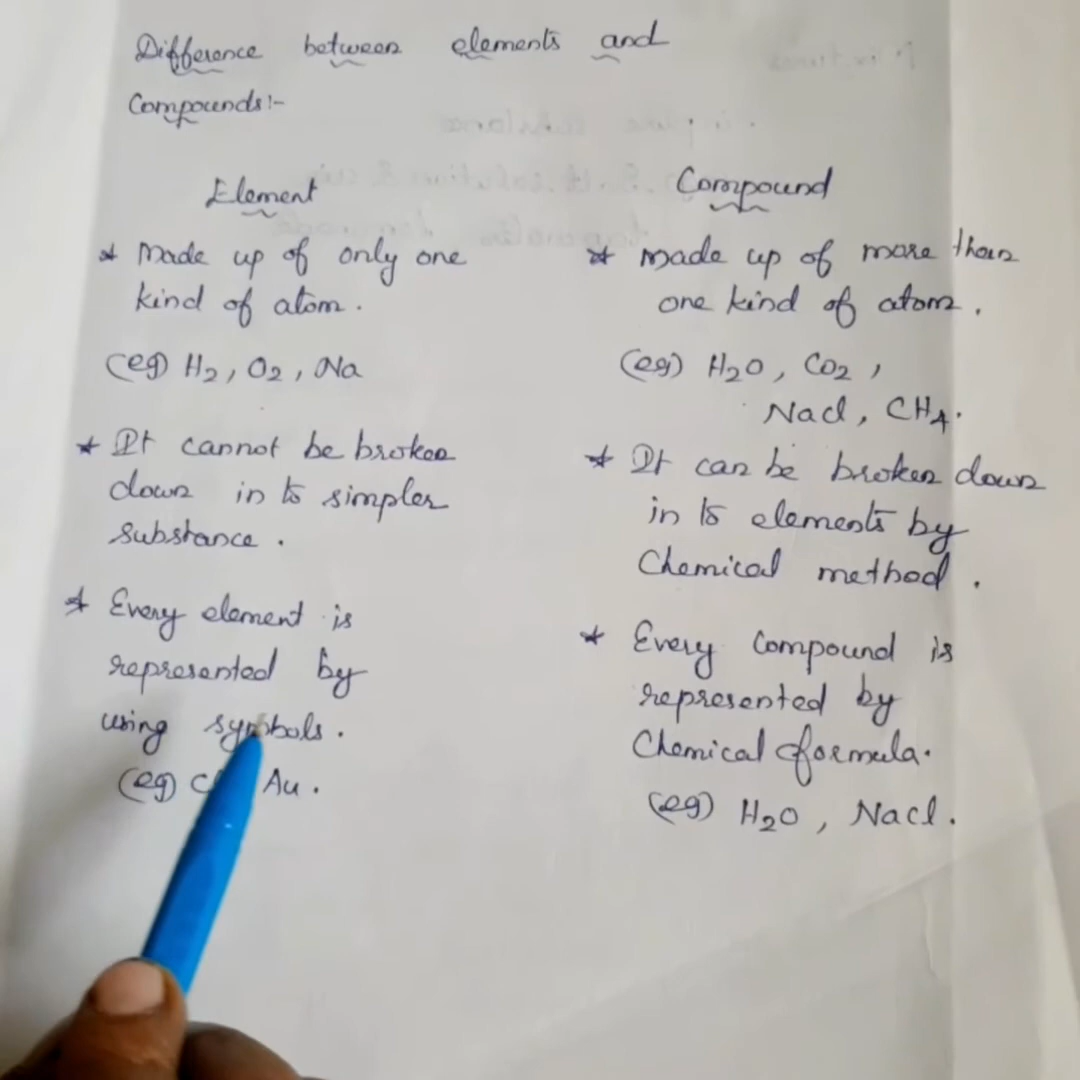 Difference between elements and
Compounds:-
Element
* Made up of only one
kind of atom.
(eg) H2, O2, Na
* It cannot be broken
down in to simpler
substance.
* Every element is
represented by
using symbols.
(eg) Au.
Compound
* made up of more than
one kind of atom.
(eg) H2O, CO2,
Nacl, CH4.
* It can be broken down
in to elements by
Chemical method.
* Every Compound is
represented by
Chemical formula.
(eg) H2O, Nacl.